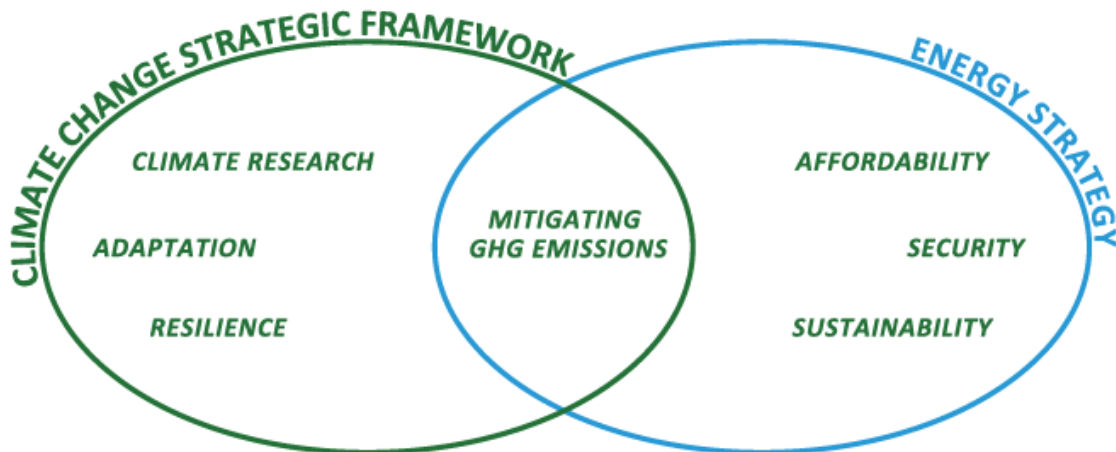 CLIMATE CHANGE STRATEGIC FRAMEWORK
ENERGY STRATEGY
CLIMATE RESEARCH
ADAPTATION
RESILIENCE
MITIGATING
GHG EMISSIONS
AFFORDABILITY
SECURITY
SUSTAINABILITY